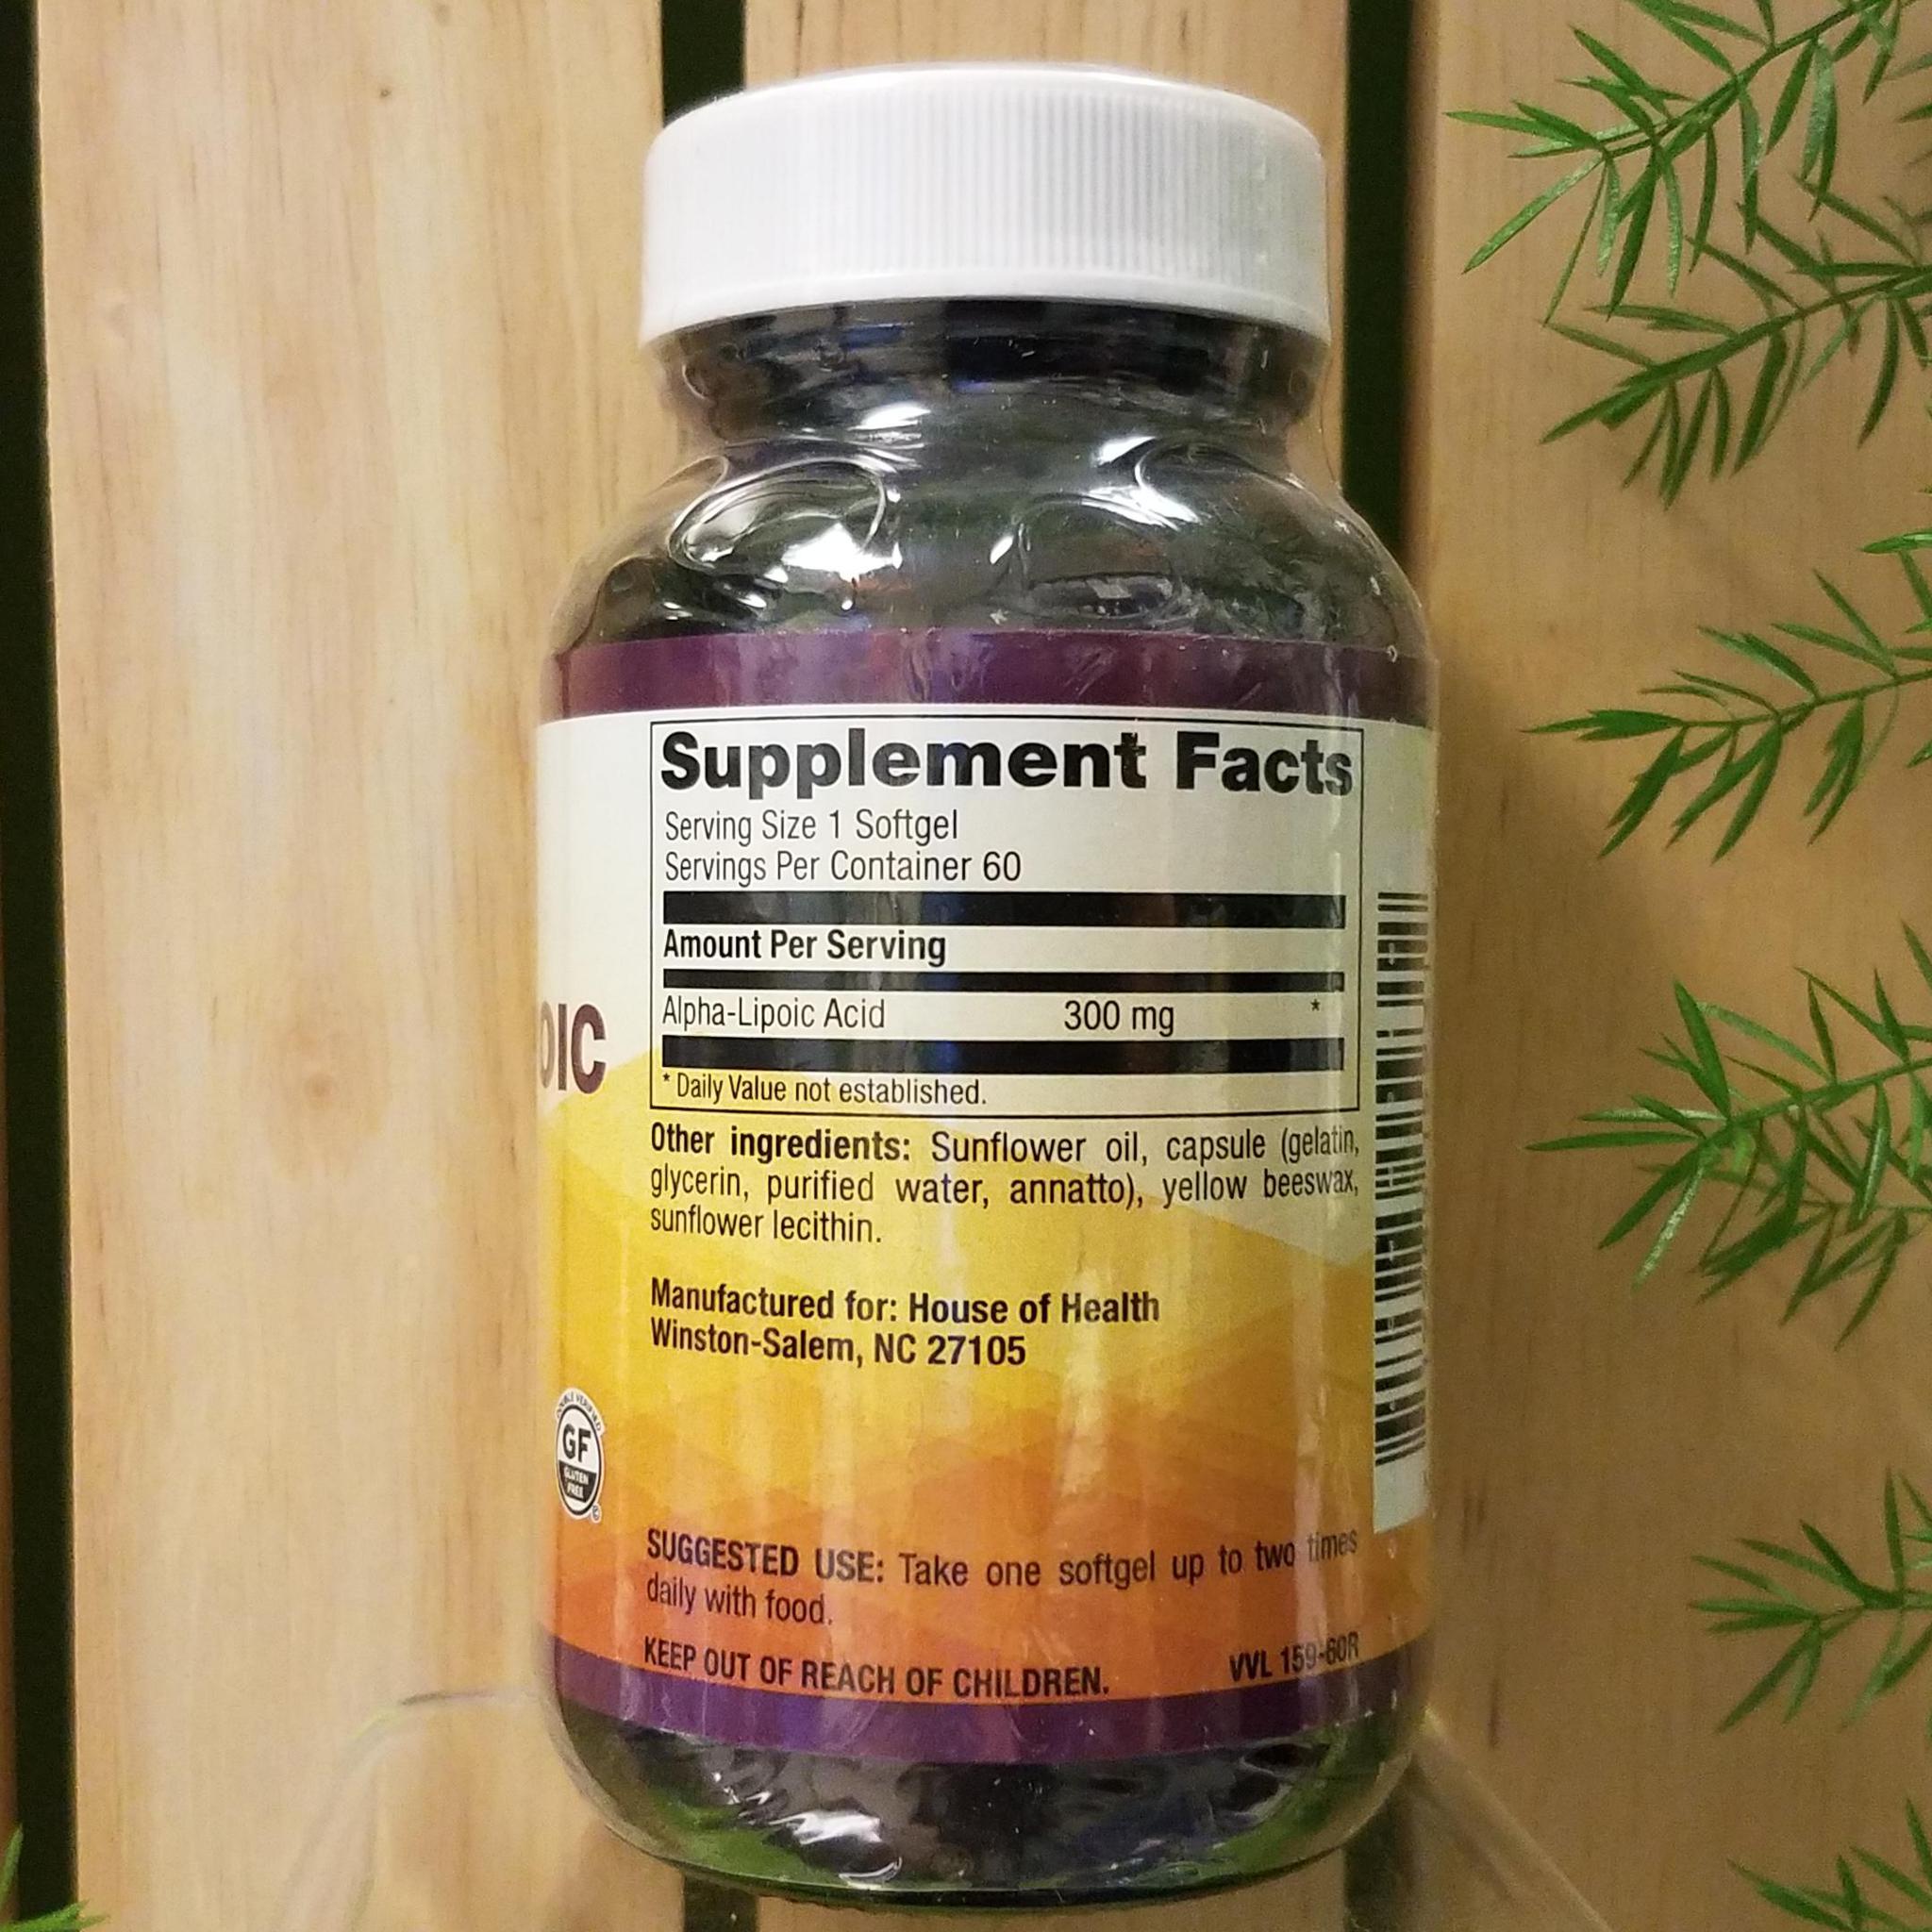 Supplement Facts
Serving Size 1 Softgel
Servings Per Container 60
Amount Per Serving
Alpha-Lipoic Acid 300 mg *
* Daily Value not established.
OIC
Other ingredients: Sunflower oil, capsule (gelatin,
glycerin, purified water, annatto), yellow beeswax,
sunflower lecithin.
Manufactured for: House of Health
Winston-Salem, NC 27105
GF
GLUTEN
FREE
SUGGESTED USE: Take one softgel up to two times
daily with food.
KEEP OUT OF REACH OF CHILDREN. VVL 159-60R